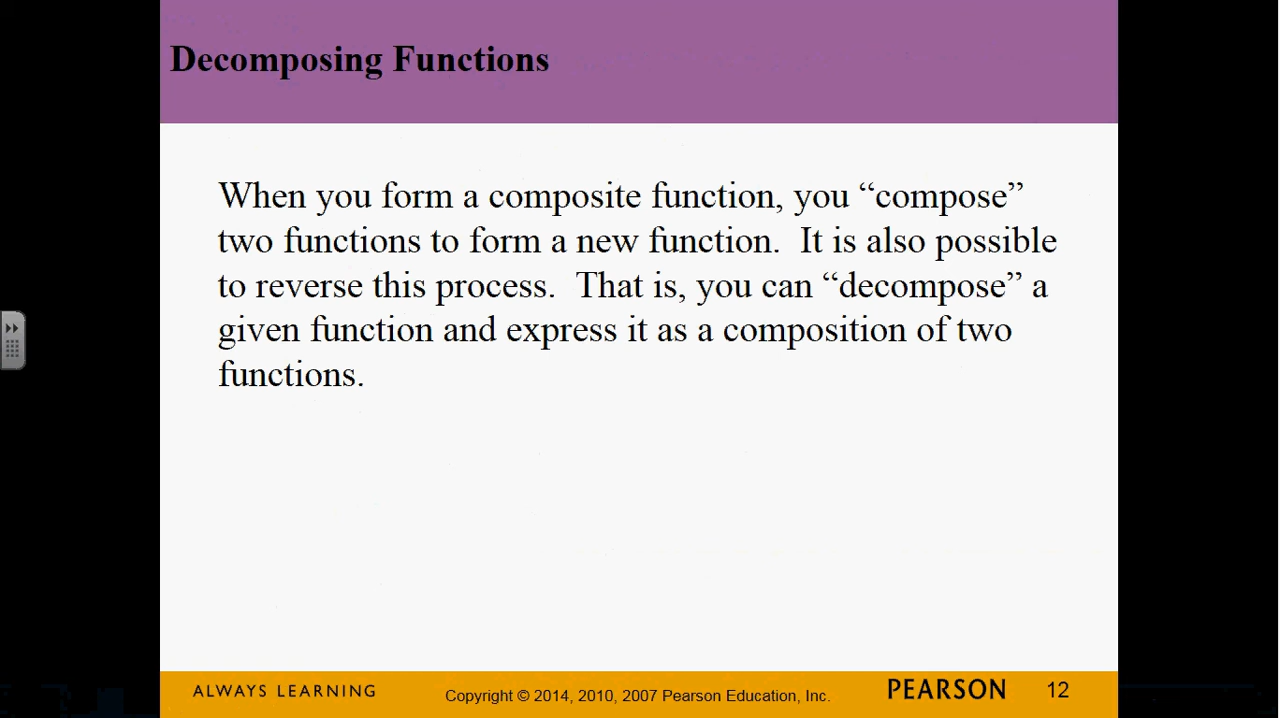 Decomposing Functions
When you form a composite function, you “compose”
two functions to form a new function.  It is also possible
to reverse this process.  That is, you can “decompose” a
given function and express it as a composition of two
functions.
ALWAYS LEARNING
Copyright © 2014, 2010, 2007 Pearson Education, Inc.
PEARSON
12